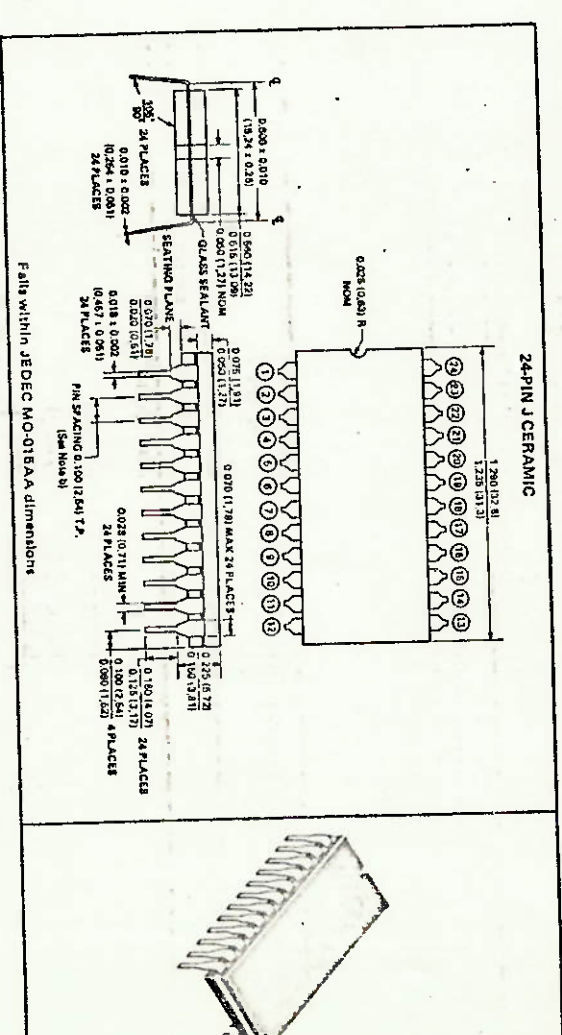 24-PIN J CERAMIC
1.290 (32,8)
1.235 (31,3)
24 23 22 21 20 19 18 17 16 15 14 13
0.025 (0,63) R
NOM
1 2 3 4 5 6 7 8 9 10 11 12
0.600 ± 0.010
(15,24 ± 0,26)
0.560 (14,22)
0.515 (13,09)
0.050 (1,27) NOM
GLASS SEALANT
SEATING PLANE
105°
90°
24 PLACES
0.010 ± 0.002
(0,254 ± 0,051)
24 PLACES
0.075 (1,91)
0.050 (1,27)
0.070 (1,78) MAX 24 PLACES
0.225 (5,72)
0.150 (3,81)
0.070 (1,78)
0.020 (0,51)
0.018 ± 0.002
(0,457 ± 0,051)
24 PLACES
PIN SPACING 0.100 (2,54) T.P.
(See Note b)
0.028 (0,71) MIN
24 PLACES
0.160 (4,07)
0.125 (3,17)
24 PLACES
0.100 (2,54)
4 PLACES
Falls within JEDEC MO-015AA dimensions